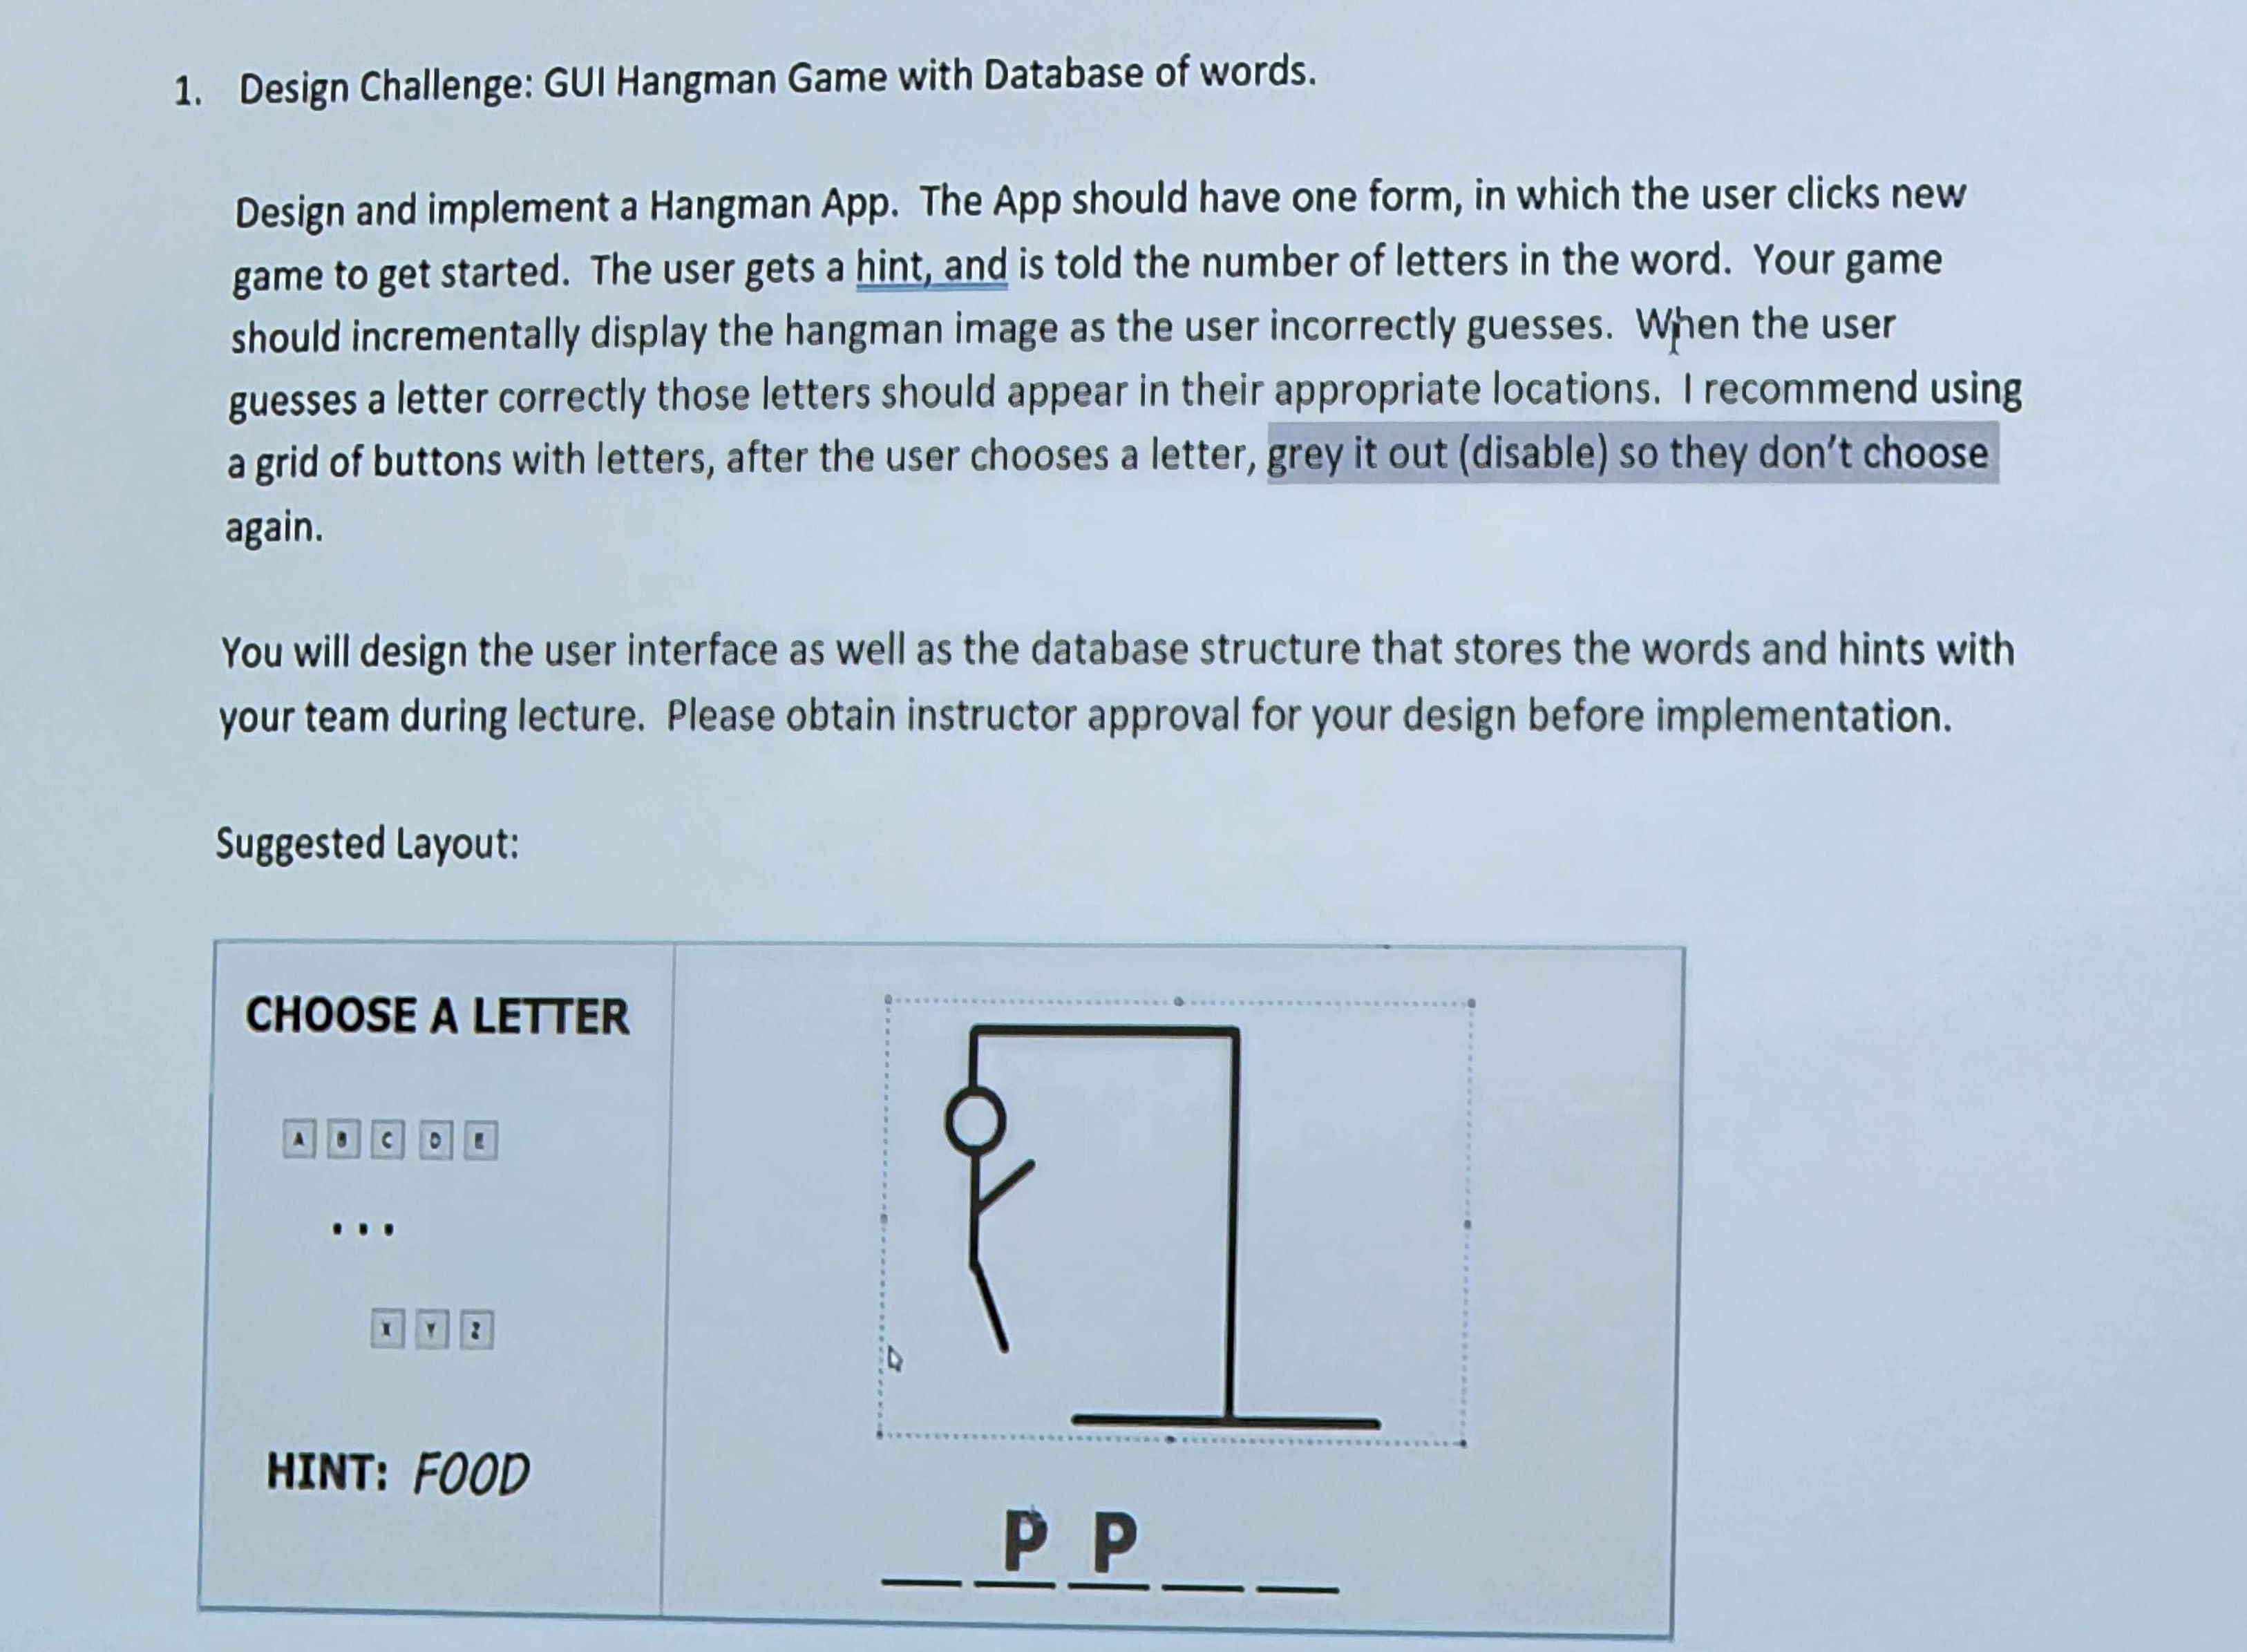 1. Design Challenge: GUI Hangman Game with Database of words.
Design and implement a Hangman App. The App should have one form, in which the user clicks new
game to get started. The user gets a hint, and is told the number of letters in the word. Your game
should incrementally display the hangman image as the user incorrectly guesses. When the user
guesses a letter correctly those letters should appear in their appropriate locations. I recommend using
a grid of buttons with letters, after the user chooses a letter, grey it out (disable) so they don't choose
again.
You will design the user interface as well as the database structure that stores the words and hints with
your team during lecture. Please obtain instructor approval for your design before implementation.
Suggested Layout:
CHOOSE A LETTER
A B C D E
...
X Y Z
HINT: FOOD
_ P P _ _